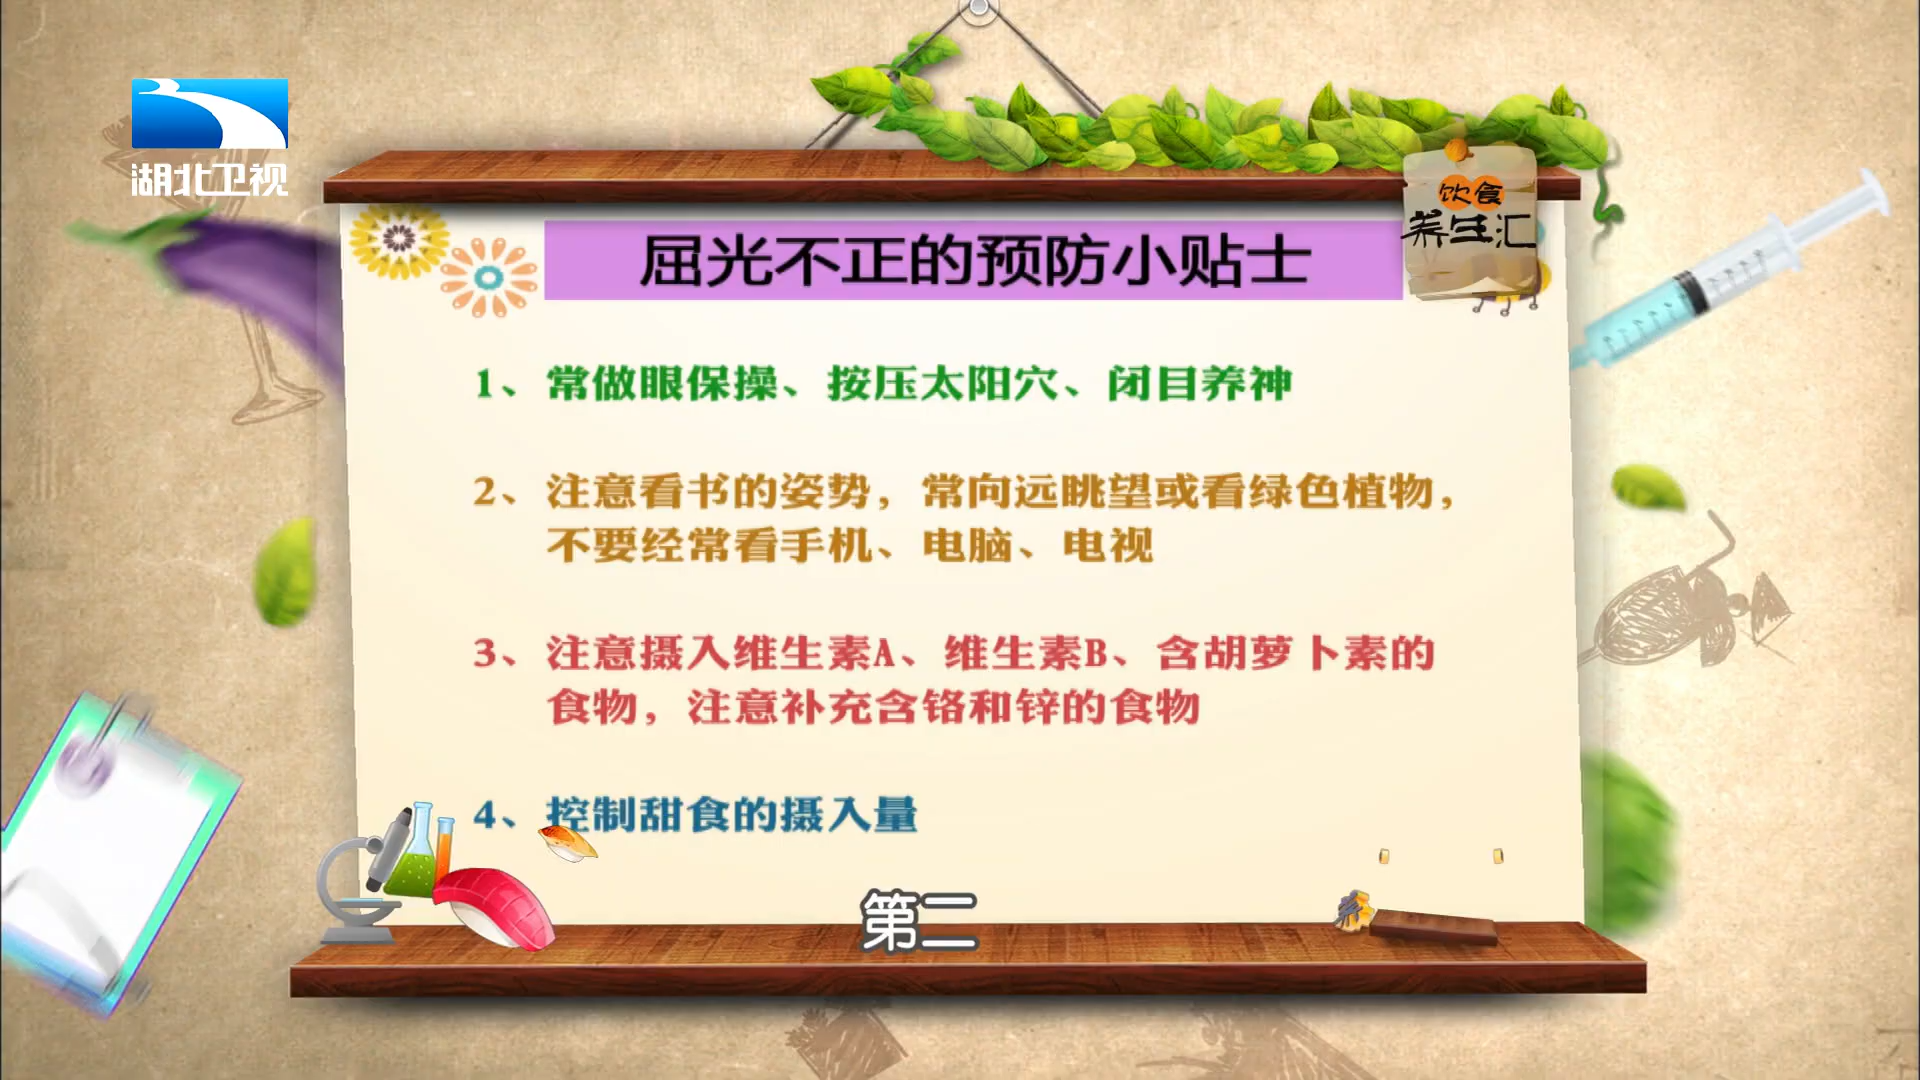 湖北卫视
饮食
养生汇
屈光不正的预防小贴士
1、常做眼保操、按压太阳穴、闭目养神
2、注意看书的姿势，常向远眺望或看绿色植物，
不要经常看手机、电脑、电视
3、注意摄入维生素A、维生素B、含胡萝卜素的
食物，注意补充含铬和锌的食物
4、控制甜食的摄入量
第二